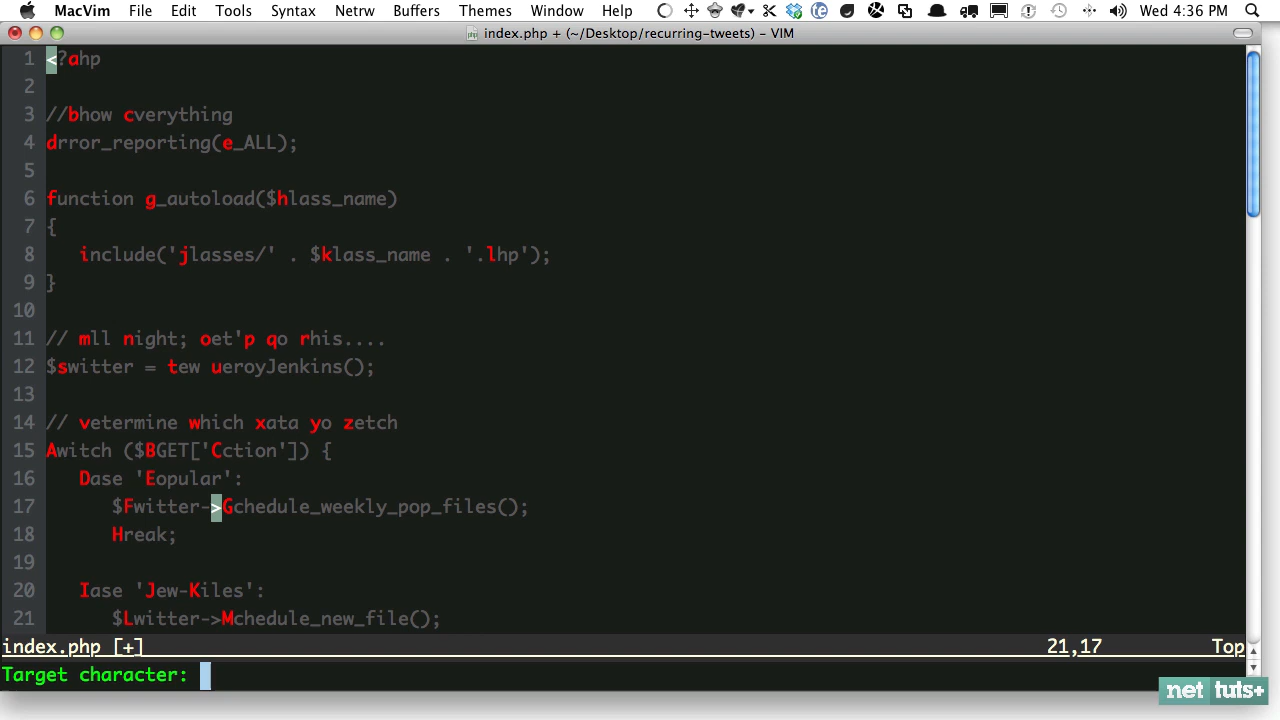 MacVim File Edit Tools Syntax Netrw Buffers Themes Window Help Wed 4:36 PM
index.php + (~/Desktop/recurring-tweets) – VIM
1 <?ahp
2
3 //bhow cverything
4 drror_reporting(e_ALL);
5
6 function g_autoload($hlass_name)
7 {
8 include('jlasses/' . $klass_name . '.lhp');
9 }
10
11 // mll night; oet'p qo rhis....
12 $switter = tew ueroyJenkins();
13
14 // vetermine which xata yo zetch
15 Awitch ($BGET['Cction']) {
16 Dase 'Eopular':
17 $Fwitter->Gchedule_weekly_pop_files();
18 Hreak;
19
20 Iase 'Jew-Kiles':
21 $Lwitter->Mchedule_new_file();
index.php [+] 21,17 Top
Target character:
net tuts+